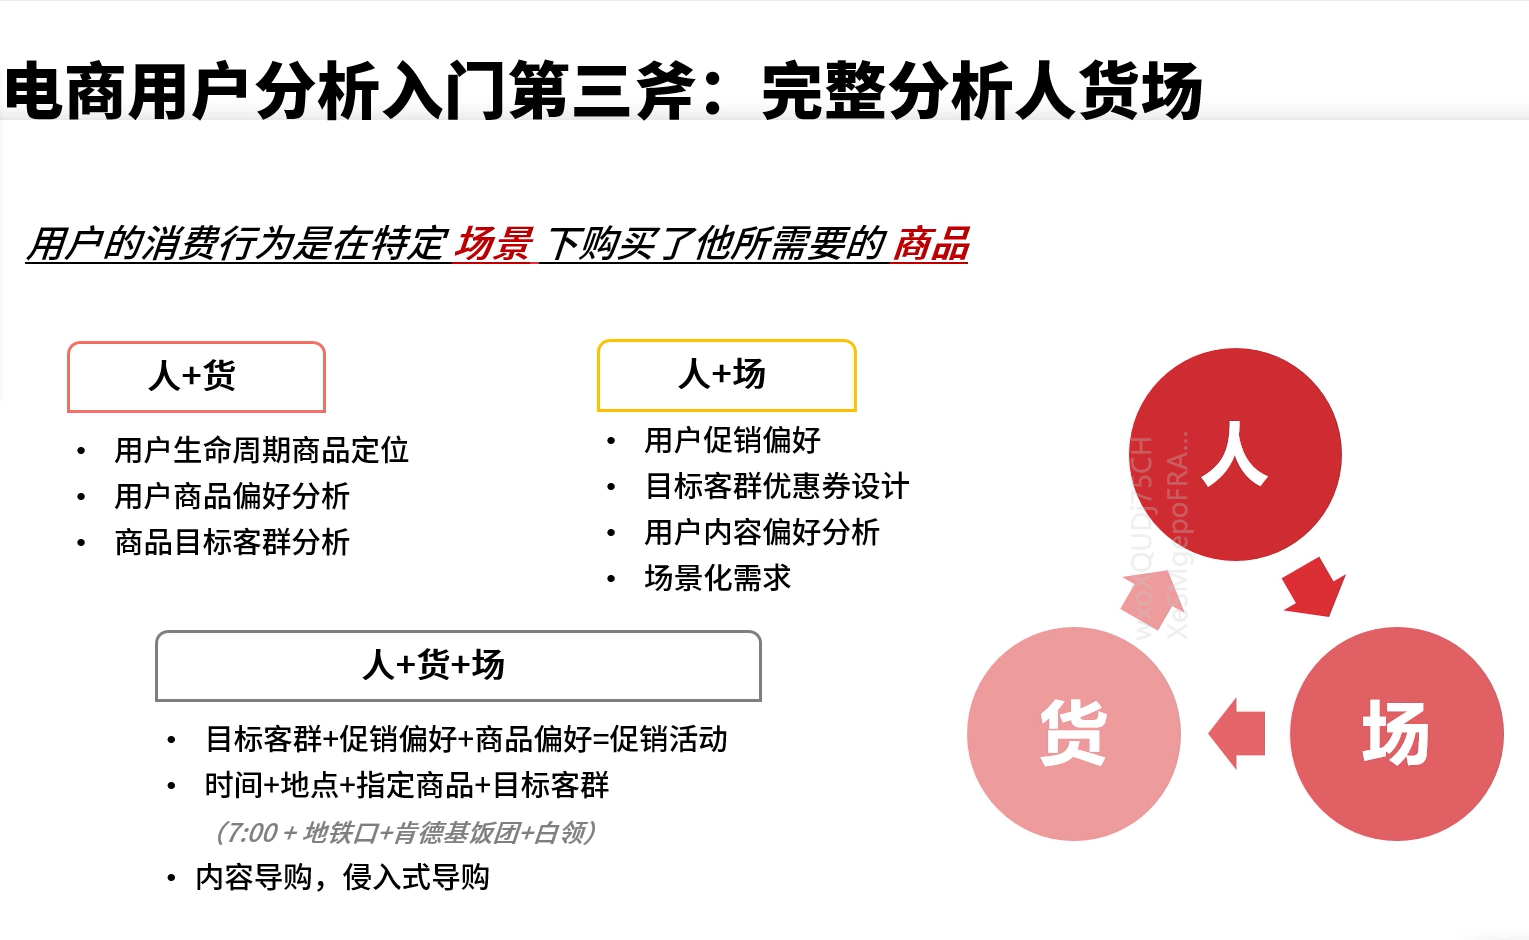 电商用户分析入门第三斧：完整分析人货场
用户的消费行为是在特定 场景 下购买了他所需要的 商品
人+货
• 用户生命周期商品定位
• 用户商品偏好分析
• 商品目标客群分析
人+场
• 用户促销偏好
• 目标客群优惠券设计
• 用户内容偏好分析
• 场景化需求
人+货+场
• 目标客群+促销偏好+商品偏好=促销活动
• 时间+地点+指定商品+目标客群
（7:00 + 地铁口+肯德基饭团+白领）
• 内容导购，侵入式导购
人
货
场